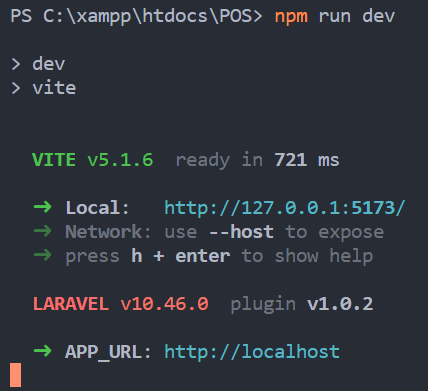 PS C:\xampp\htdocs\POS> npm run dev
> dev
> vite
VITE v5.1.6 ready in 721 ms
➜ Local: http://127.0.0.1:5173/
➜ Network: use --host to expose
➜ press h + enter to show help
LARAVEL v10.46.0 plugin v1.0.2
➜ APP_URL: http://localhost